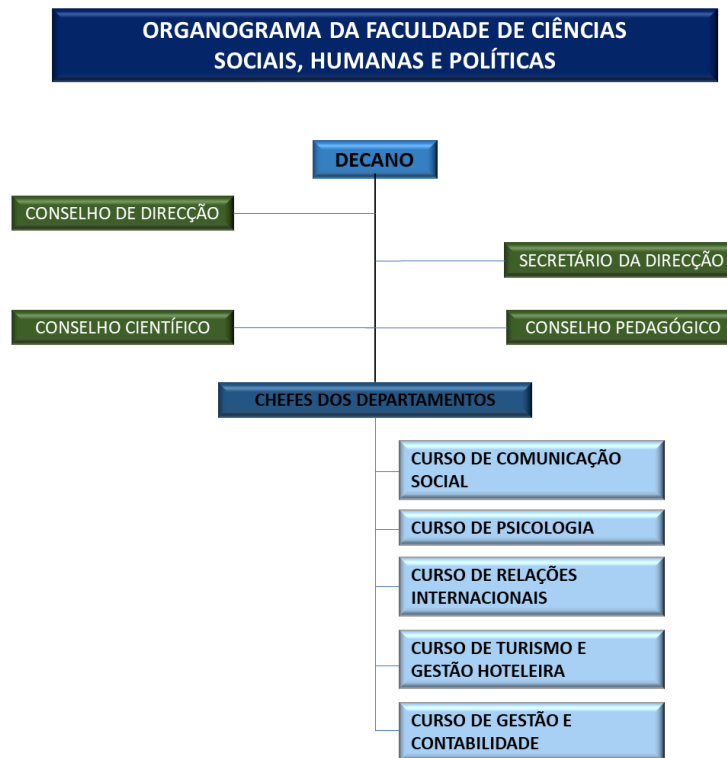 ORGANOGRAMA DA FACULDADE DE CIÊNCIAS
SOCIAIS, HUMANAS E POLÍTICAS
DECANO
CONSELHO DE DIRECÇÃO
SECRETÁRIO DA DIRECÇÃO
CONSELHO CIENTÍFICO
CONSELHO PEDAGÓGICO
CHEFES DOS DEPARTAMENTOS
CURSO DE COMUNICAÇÃO
SOCIAL
CURSO DE PSICOLOGIA
CURSO DE RELAÇÕES
INTERNACIONAIS
CURSO DE TURISMO E
GESTÃO HOTELEIRA
CURSO DE GESTÃO E
CONTABILIDADE